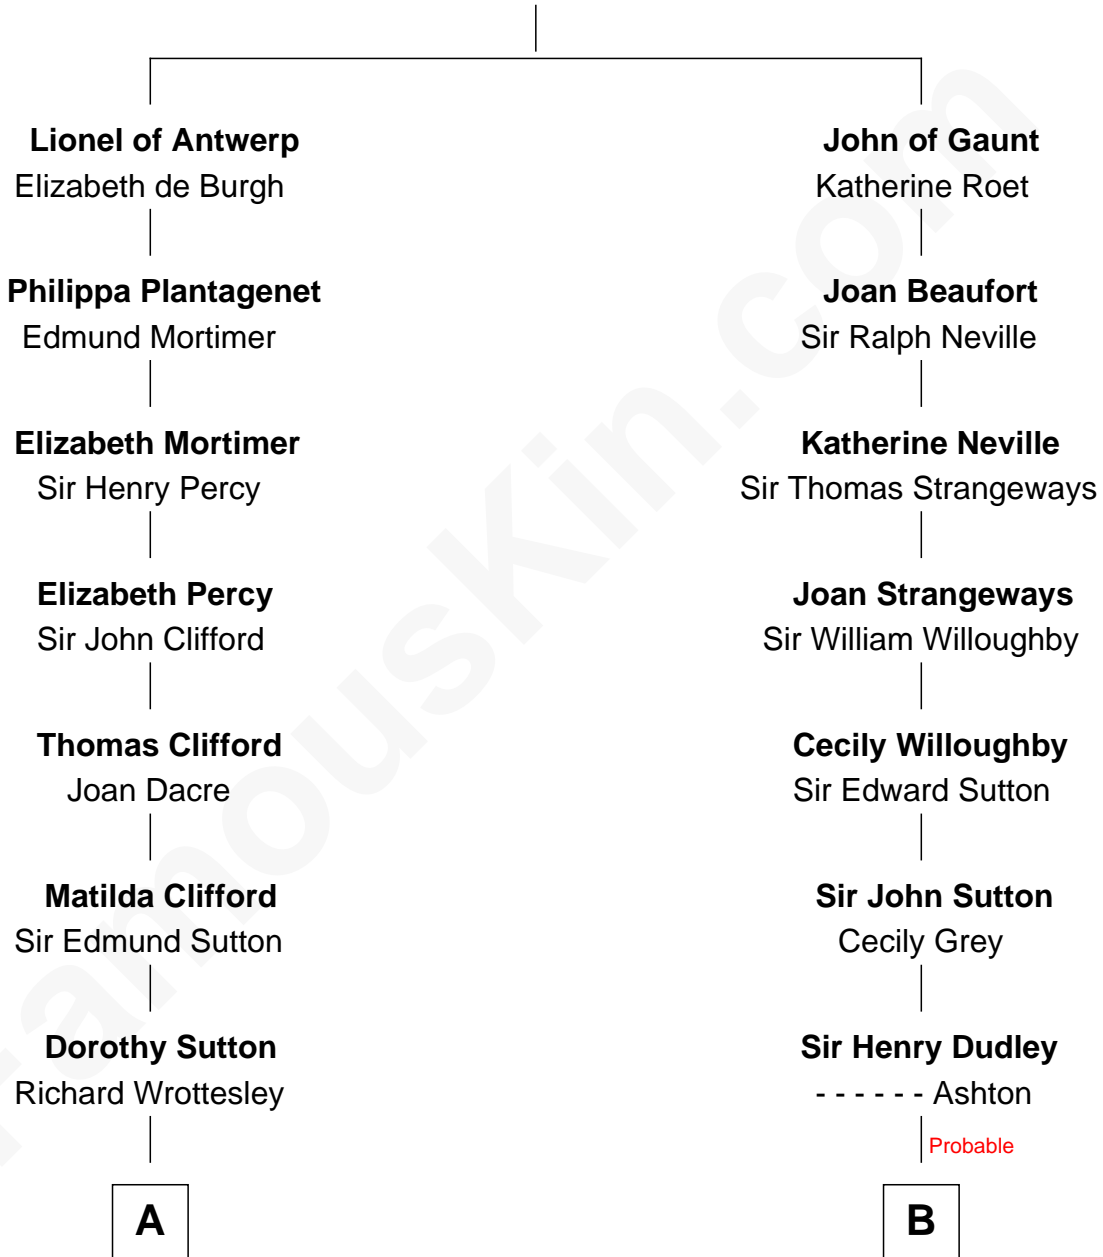 Lionel of Antwerp
Elizabeth de Burgh
Philippa Plantagenet
Edmund Mortimer
Elizabeth Mortimer
Sir Henry Percy
Elizabeth Percy
Sir John Clifford
Thomas Clifford
Joan Dacre
Matilda Clifford
Sir Edmund Sutton
Dorothy Sutton
Richard Wrottesley
A
John of Gaunt
Katherine Roet
Joan Beaufort
Sir Ralph Neville
Katherine Neville
Sir Thomas Strangeways
Joan Strangeways
Sir William Willoughby
Cecily Willoughby
Sir Edward Sutton
Sir John Sutton
Cecily Grey
Sir Henry Dudley
- - - - - - Ashton
Probable
B
FamousKin.com